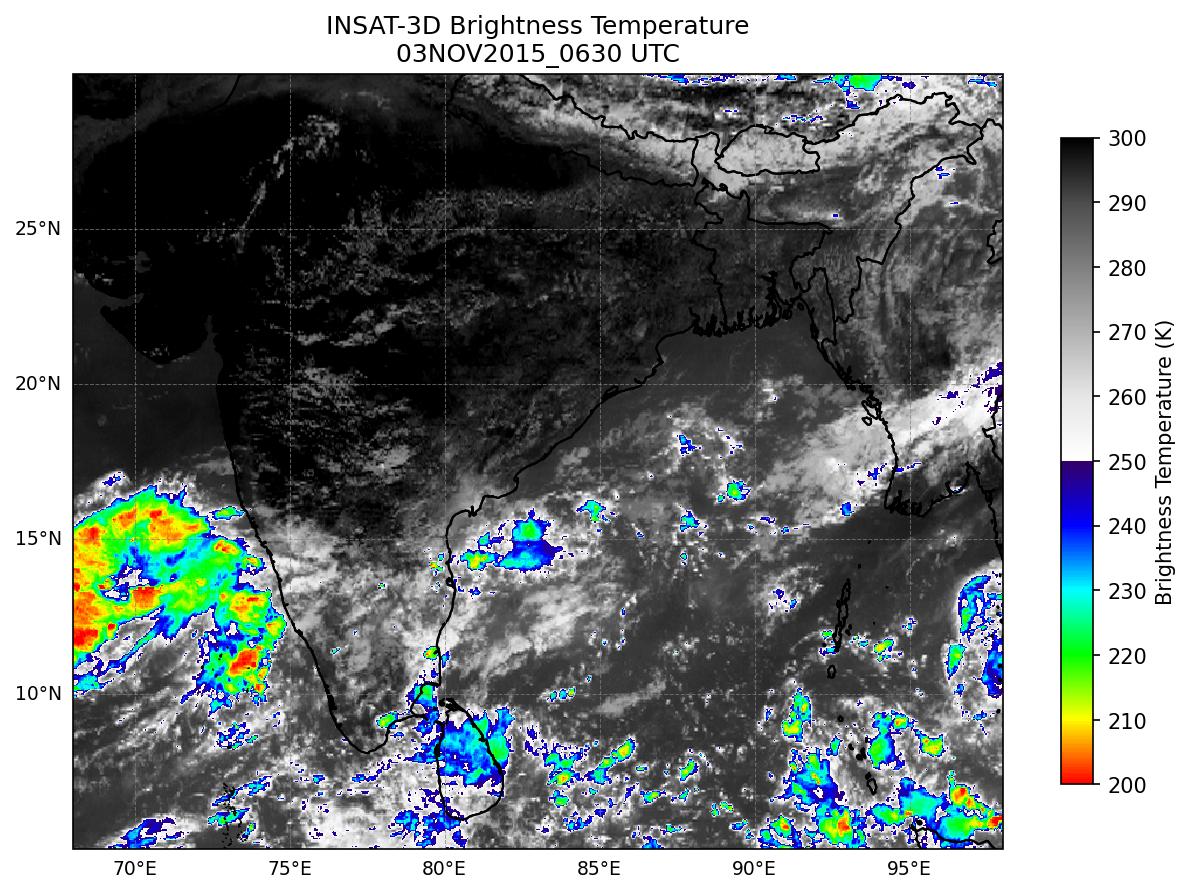 INSAT-3D Brightness Temperature
03NOV2015_0630 UTC
25°N
20°N
15°N
10°N
70°E
75°E
80°E
85°E
90°E
95°E
300
290
280
270
260
250
240
230
220
210
200
Brightness Temperature (K)